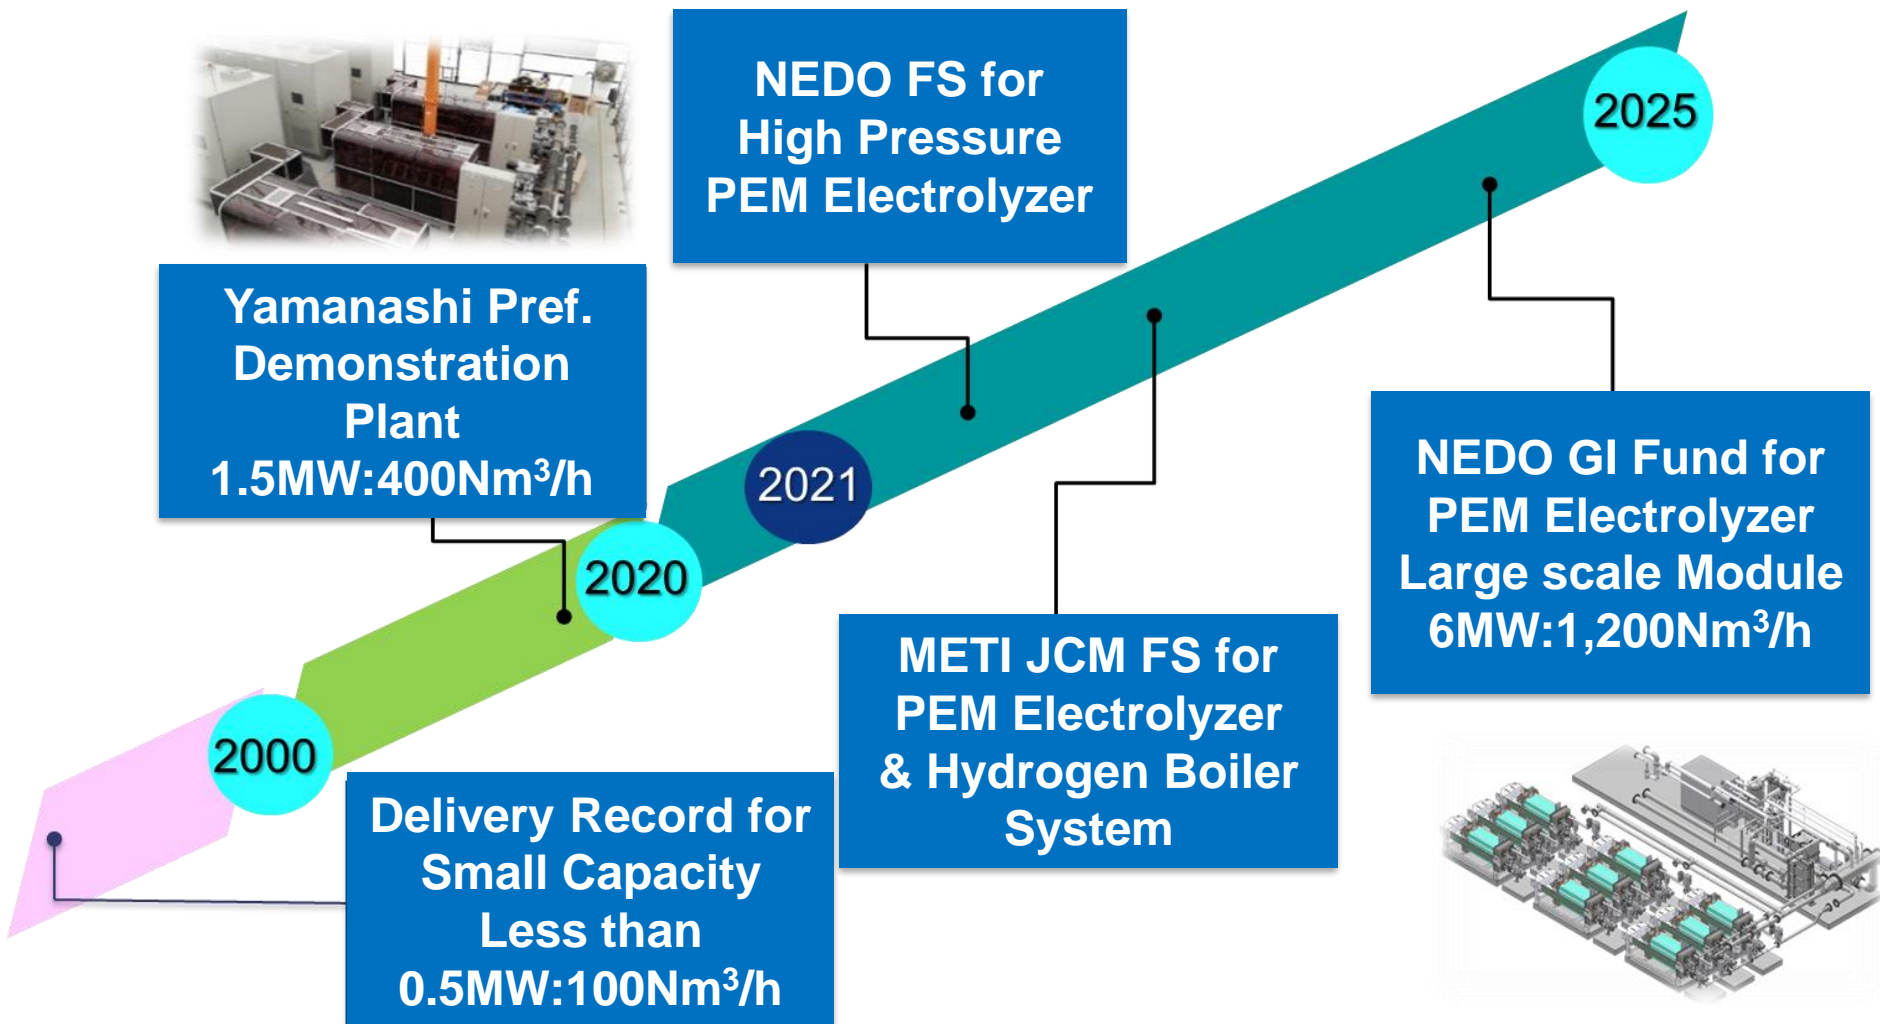 NEDO FS for
High Pressure
PEM Electrolyzer
2025
Yamanashi Pref.
Demonstration
Plant
1.5MW:400Nm³/h
2021
2020
NEDO GI Fund for
PEM Electrolyzer
Large scale Module
6MW:1,200Nm³/h
METI JCM FS for
PEM Electrolyzer
& Hydrogen Boiler
System
2000
Delivery Record for
Small Capacity
Less than
0.5MW:100Nm³/h